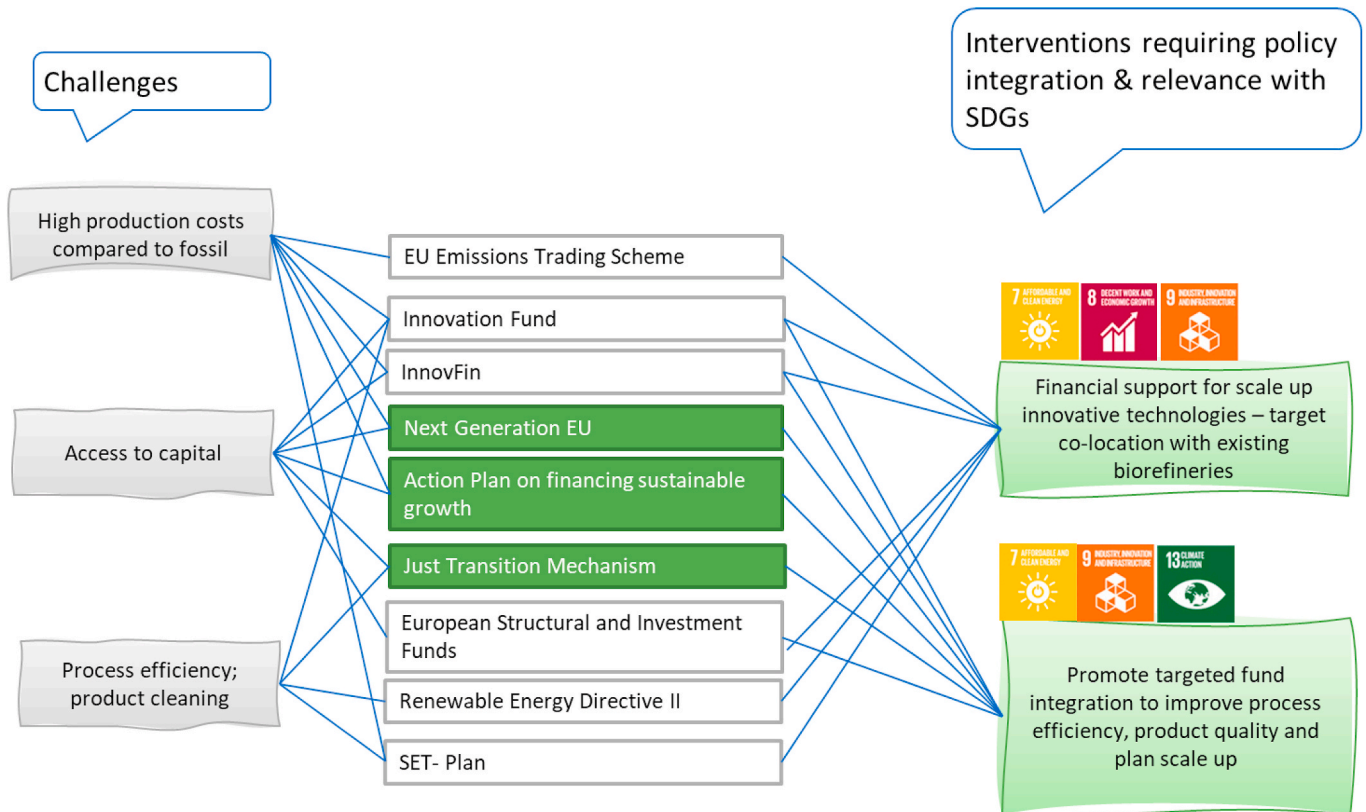 Challenges
Interventions requiring policy
integration & relevance with
SDGs
High production costs
compared to fossil
Access to capital
Process efficiency;
product cleaning
EU Emissions Trading Scheme
Innovation Fund
InnovFin
Next Generation EU
Action Plan on financing sustainable
growth
Just Transition Mechanism
European Structural and Investment
Funds
Renewable Energy Directive II
SET- Plan
7 AFFORDABLE AND
CLEAN ENERGY
8 DECENT WORK AND
ECONOMIC GROWTH
9 INDUSTRY, INNOVATION
AND INFRASTRUCTURE
Financial support for scale up
innovative technologies – target
co-location with existing
biorefineries
7 AFFORDABLE AND
CLEAN ENERGY
9 INDUSTRY, INNOVATION
AND INFRASTRUCTURE
13 CLIMATE
ACTION
Promote targeted fund
integration to improve process
efficiency, product quality and
plan scale up